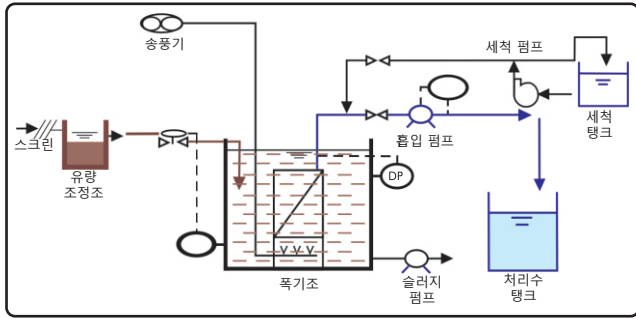 송풍기
세척 펌프
스크린
유량
조정조
흡입 펌프
세척
탱크
DP
폭기조
슬러지
펌프
처리수
탱크